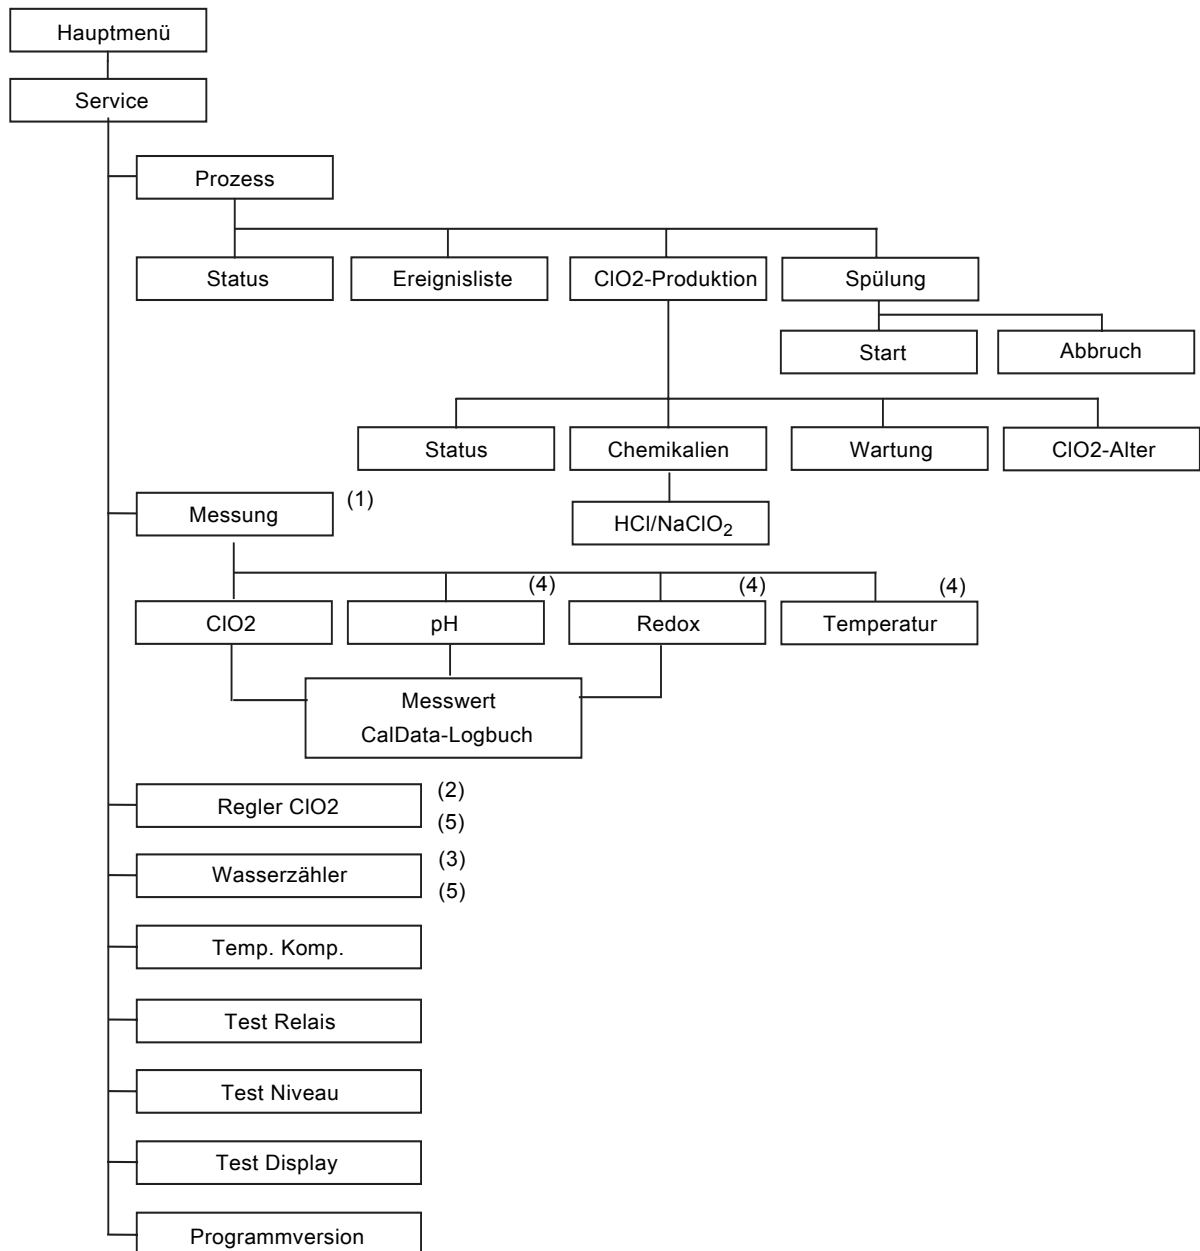 Hauptmenü
Service
Prozess
Status
Ereignisliste
ClO2-Produktion
Spülung
Start
Abbruch
Status
Chemikalien
Wartung
ClO2-Alter
HCl/NaClO₂
Messung
(1)
ClO2
pH
(4)
Redox
(4)
Temperatur
(4)
Messwert
CalData-Logbuch
Regler ClO2
(2)
(5)
Wasserzähler
(3)
(5)
Temp. Komp.
Test Relais
Test Niveau
Test Display
Programmversion